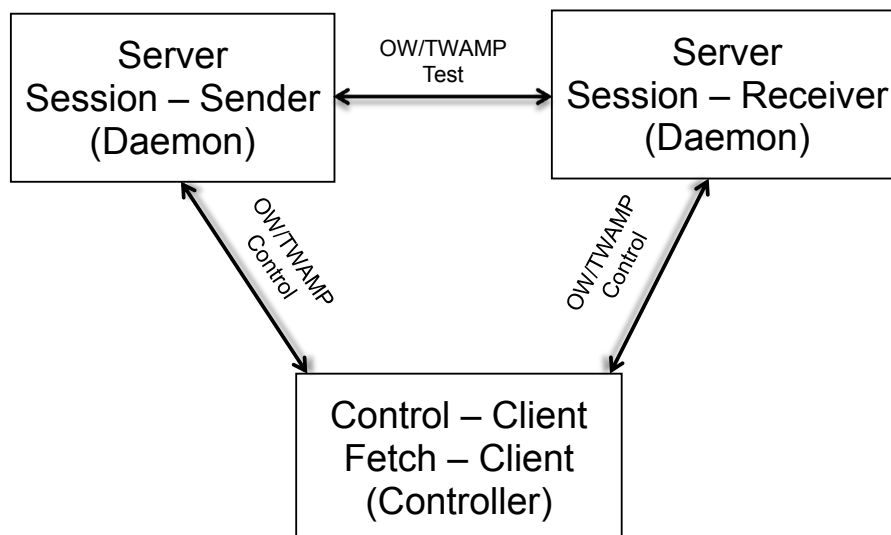 Server
Session – Sender
(Daemon)
OW/TWAMP
Test
Server
Session – Receiver
(Daemon)
OW/TWAMP
Control
OW/TWAMP
Control
Control – Client
Fetch – Client
(Controller)